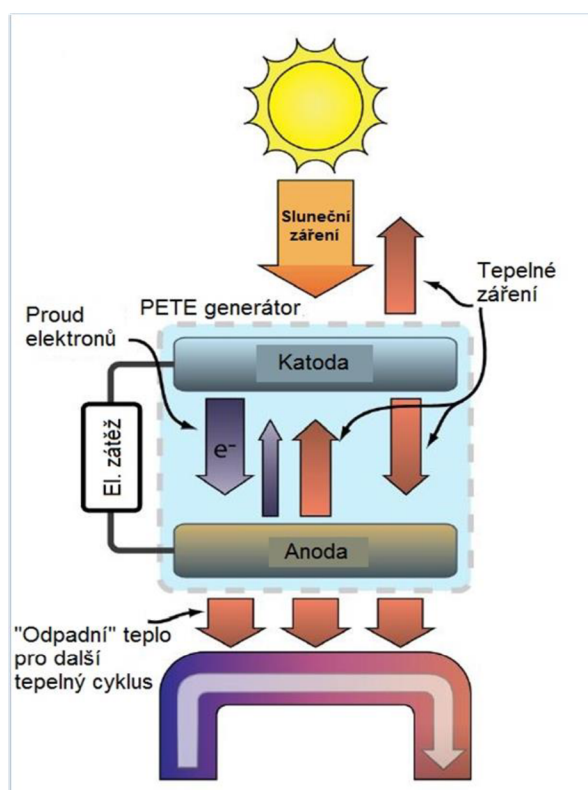 Sluneční
záření
Tepelné
záření
PETE generátor
Proud
elektronů
Katoda
e-
El. zátěž
Anoda
"Odpadní" teplo
pro další
tepelný cyklus